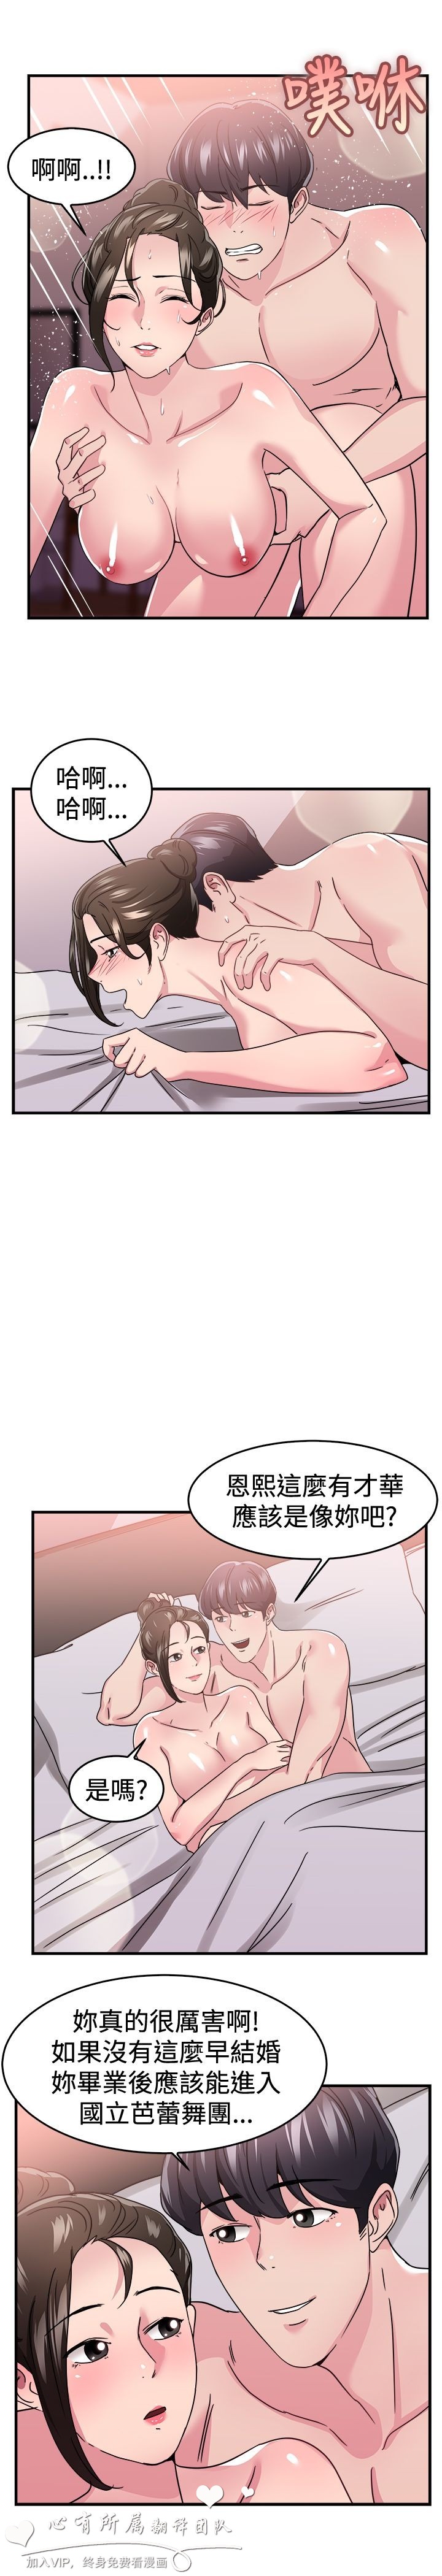 噗咻
啊啊..!!
哈啊...
哈啊...
恩熙這麼有才華
應該是像妳吧?
是嗎?
妳真的很厲害啊!
如果沒有這麼早結婚
妳畢業後應該能進入
國立芭蕾舞團...
心有所属翻译团队
加入VIP，终身免费看漫画